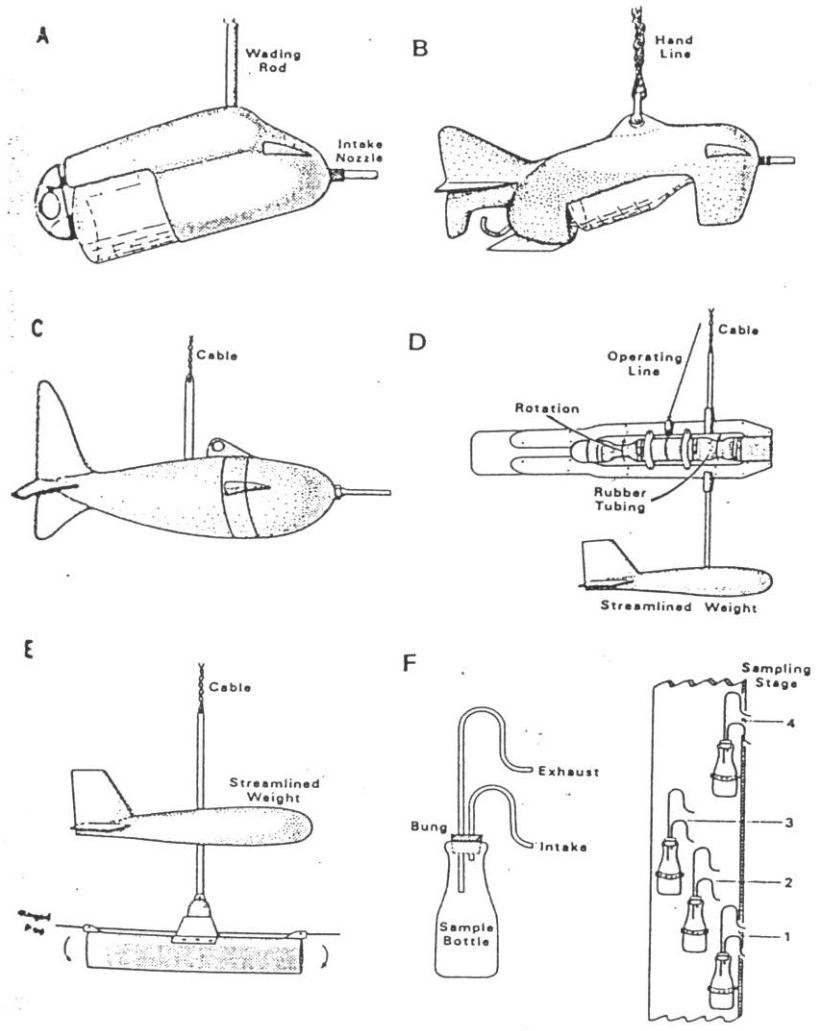 A
Wading
Rod
Intake
Nozzle
B
Hand
Line
C
Cable
D
Cable
Operating
Line
Rotation
Rubber
Tubing
Streamlined Weight
E
Cable
Streamlined
Weight
F
Exhaust
Bung
Intake
Sample
Bottle
Sampling
Stage
4
3
2
1